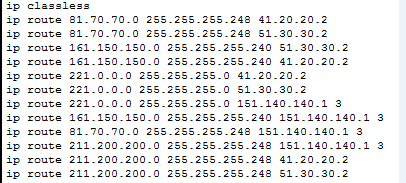 ip classless
ip route 81.70.70.0 255.255.255.248 41.20.20.2
ip route 81.70.70.0 255.255.255.248 51.30.30.2
ip route 161.150.150.0 255.255.255.240 51.30.30.2
ip route 161.150.150.0 255.255.255.240 41.20.20.2
ip route 221.0.0.0 255.255.255.0 41.20.20.2
ip route 221.0.0.0 255.255.255.0 51.30.30.2
ip route 221.0.0.0 255.255.255.0 151.140.140.1 3
ip route 161.150.150.0 255.255.255.240 151.140.140.1 3
ip route 81.70.70.0 255.255.255.248 151.140.140.1 3
ip route 211.200.200.0 255.255.255.248 151.140.140.1 3
ip route 211.200.200.0 255.255.255.248 41.20.20.2
ip route 211.200.200.0 255.255.255.248 51.30.30.2